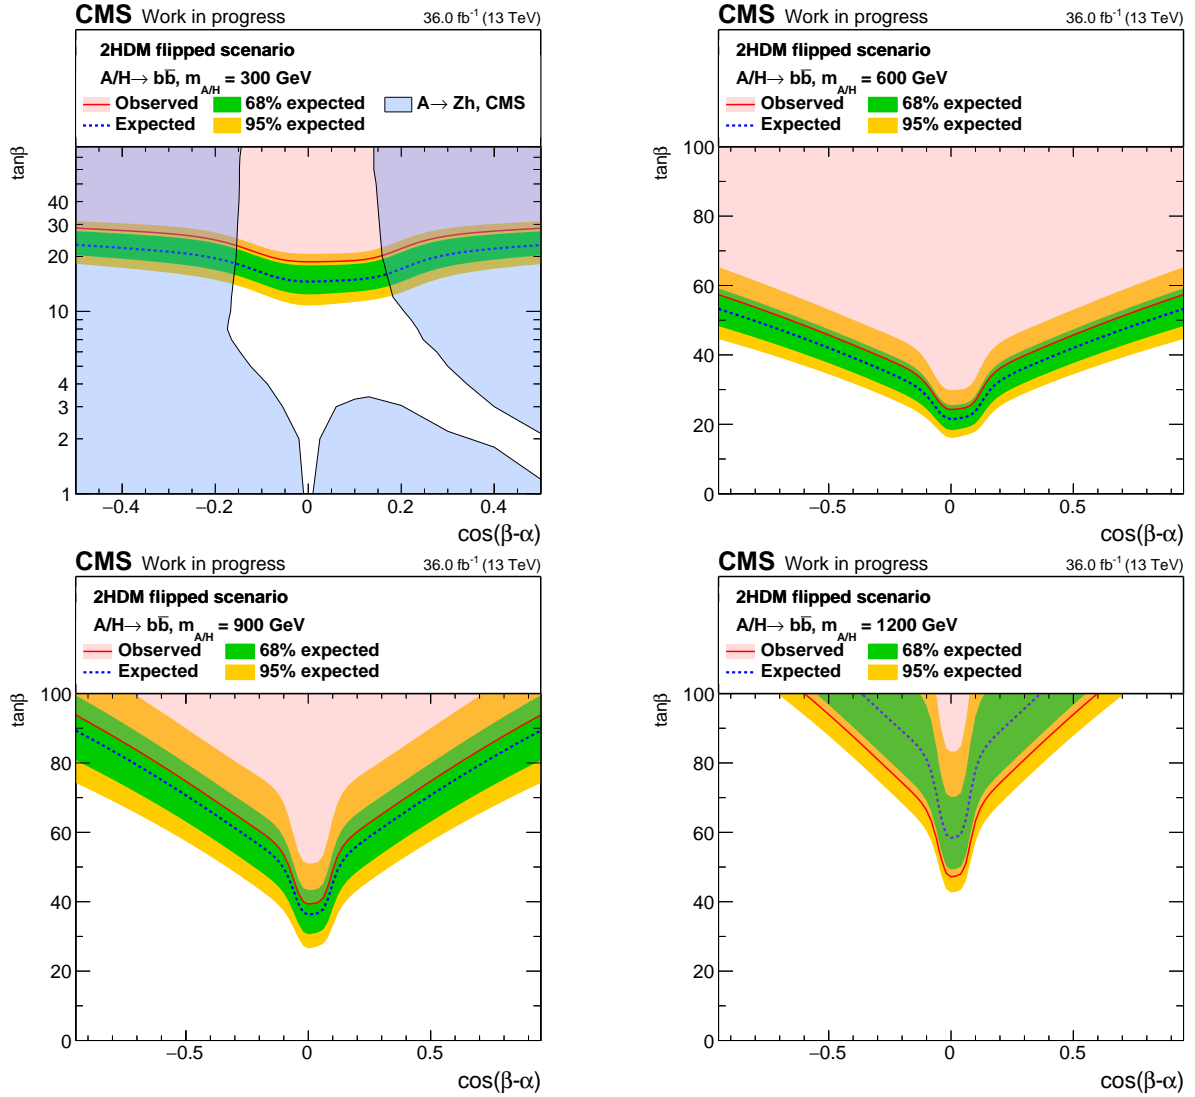 CMS Work in progress 36.0 fb⁻¹ (13 TeV)
2HDM flipped scenario
A/H→ bb̅, m_A/H = 300 GeV
Observed 68% expected A→ Zh, CMS
Expected 95% expected
tanβ
40
30
20
10
4
3
2
1
−0.4 −0.2 0 0.2 0.4
cos(β-α)
CMS Work in progress 36.0 fb⁻¹ (13 TeV)
2HDM flipped scenario
A/H→ bb̅, m_A/H = 600 GeV
Observed 68% expected
Expected 95% expected
tanβ
100
80
60
40
20
0
−0.5 0 0.5
cos(β-α)
CMS Work in progress 36.0 fb⁻¹ (13 TeV)
2HDM flipped scenario
A/H→ bb̅, m_A/H = 900 GeV
Observed 68% expected
Expected 95% expected
tanβ
100
80
60
40
20
0
−0.5 0 0.5
cos(β-α)
CMS Work in progress 36.0 fb⁻¹ (13 TeV)
2HDM flipped scenario
A/H→ bb̅, m_A/H = 1200 GeV
Observed 68% expected
Expected 95% expected
tanβ
100
80
60
40
20
0
−0.5 0 0.5
cos(β-α)